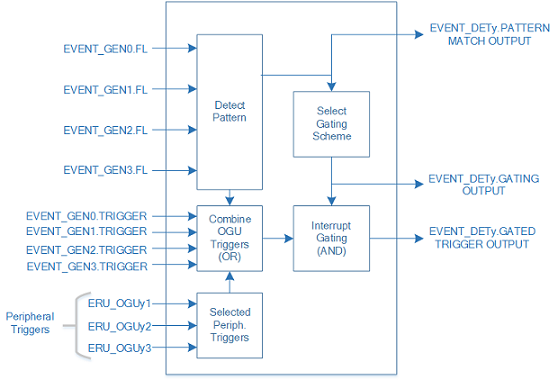 EVENT_GEN0.FL
EVENT_GEN1.FL
EVENT_GEN2.FL
EVENT_GEN3.FL
Detect
Pattern
EVENT_DETy.PATTERN
MATCH OUTPUT
Select
Gating
Scheme
EVENT_DETy.GATING
OUTPUT
EVENT_GEN0.TRIGGER
EVENT_GEN1.TRIGGER
EVENT_GEN2.TRIGGER
EVENT_GEN3.TRIGGER
Combine
OGU
Triggers
(OR)
Interrupt
Gating
(AND)
EVENT_DETy.GATED
TRIGGER OUTPUT
Peripheral
Triggers
ERU_OGUy1
ERU_OGUy2
ERU_OGUy3
Selected
Periph.
Triggers